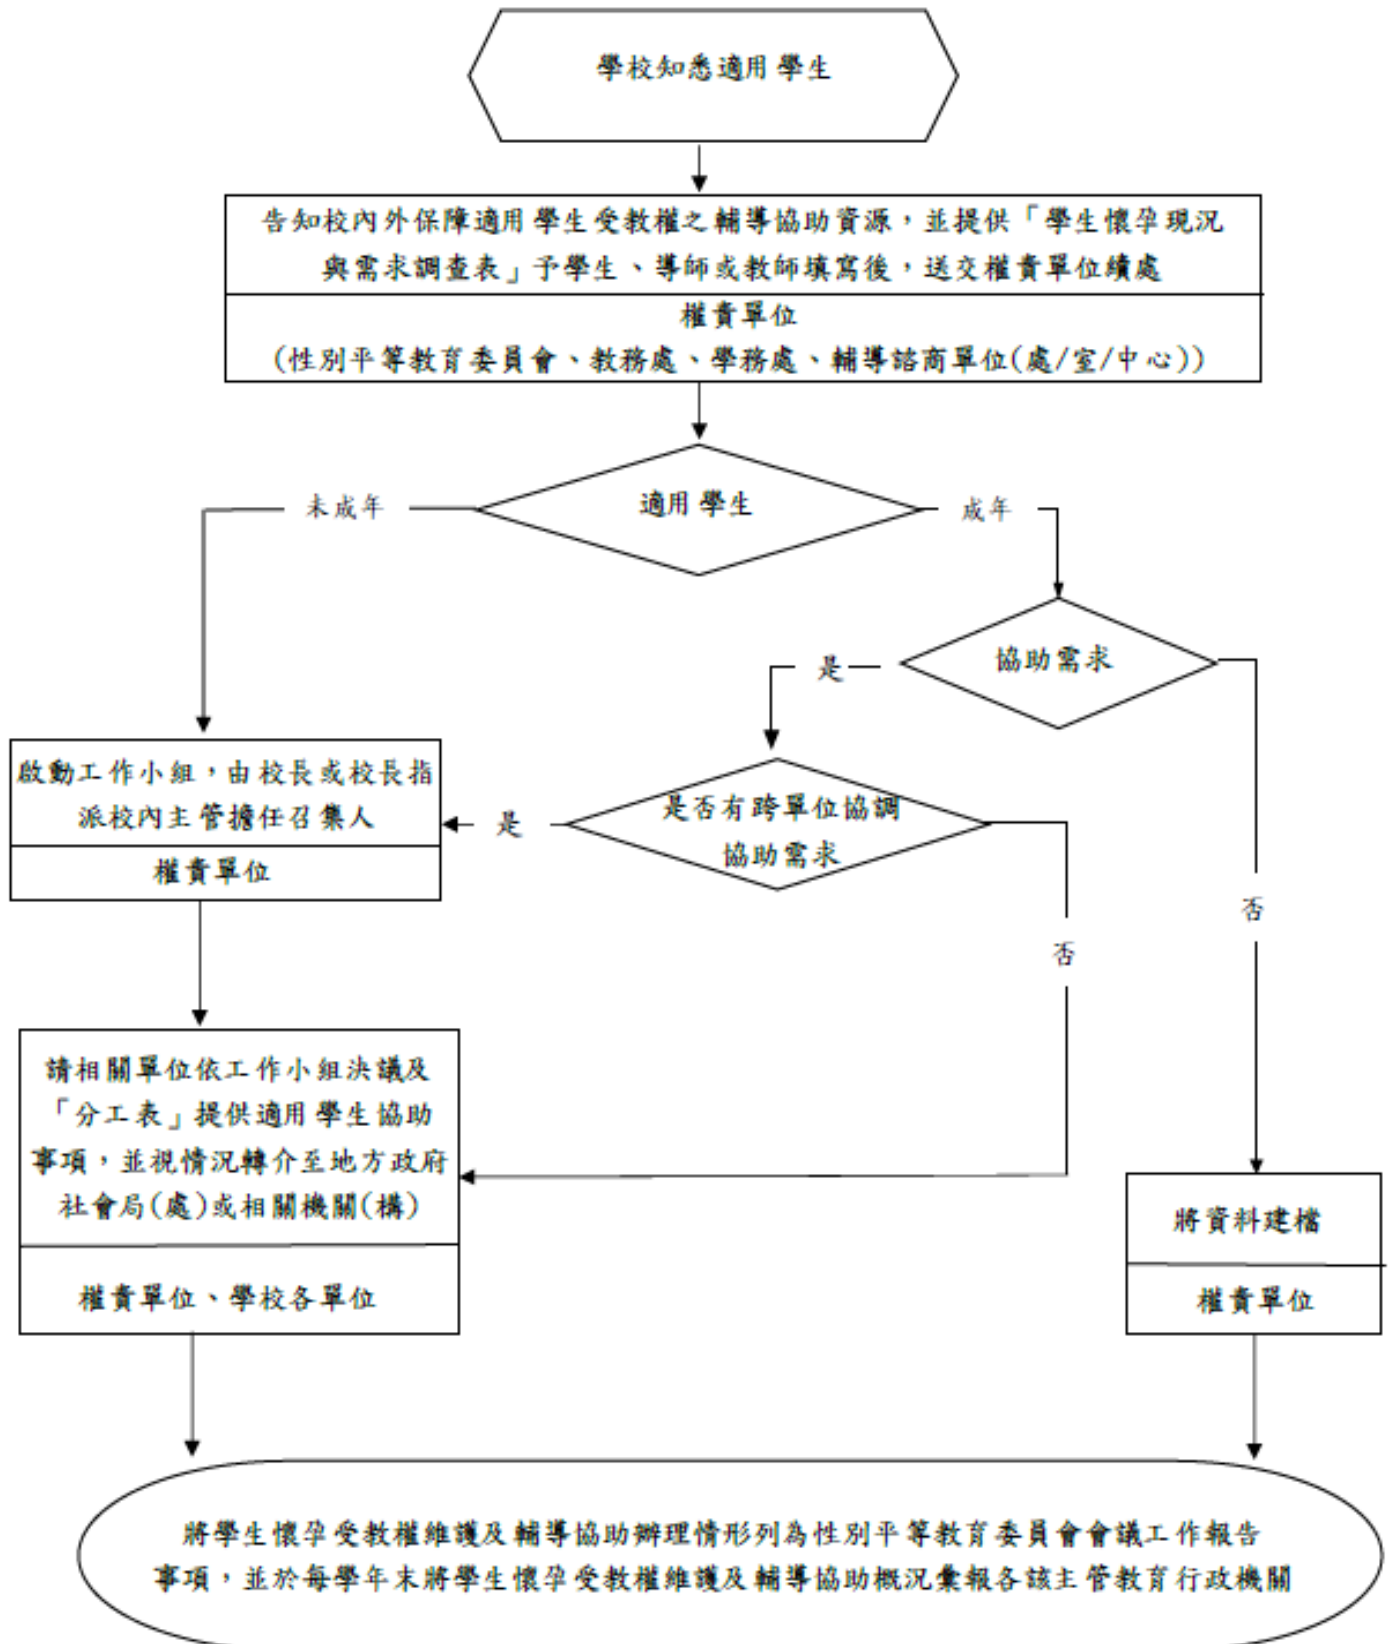 學校知悉適用學生
告知校內外保障適用學生受教權之輔導協助資源，並提供「學生懷孕現況
與需求調查表」予學生、導師或教師填寫後，送交權責單位續處
權責單位
(性別平等教育委員會、教務處、學務處、輔導諮商單位(處/室/中心))
適用學生
未成年
成年
協助需求
是
否
是否有跨單位協調
協助需求
是
否
啟動工作小組，由校長或校長指
派校內主管擔任召集人
權責單位
請相關單位依工作小組決議及
「分工表」提供適用學生協助
事項，並視情況轉介至地方政府
社會局(處)或相關機關(構)
權責單位、學校各單位
將資料建檔
權責單位
將學生懷孕受教權維護及輔導協助辦理情形列為性別平等教育委員會會議工作報告
事項，並於每學年末將學生懷孕受教權維護及輔導協助概況彙報各該主管教育行政機關